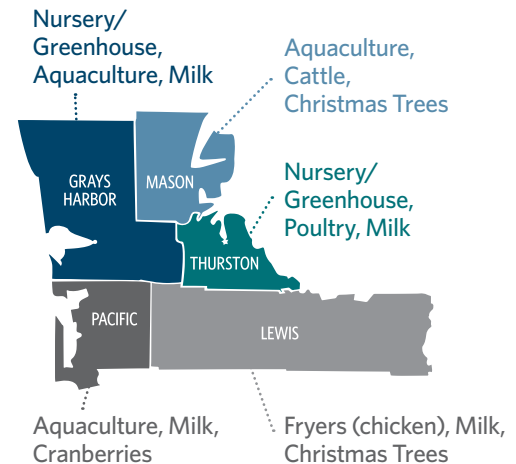 Nursery/
Greenhouse,
Aquaculture, Milk
Aquaculture,
Cattle,
Christmas Trees
GRAYS
HARBOR
MASON
Nursery/
Greenhouse,
Poultry, Milk
THURSTON
PACIFIC
LEWIS
Aquaculture, Milk,
Cranberries
Fryers (chicken), Milk,
Christmas Trees